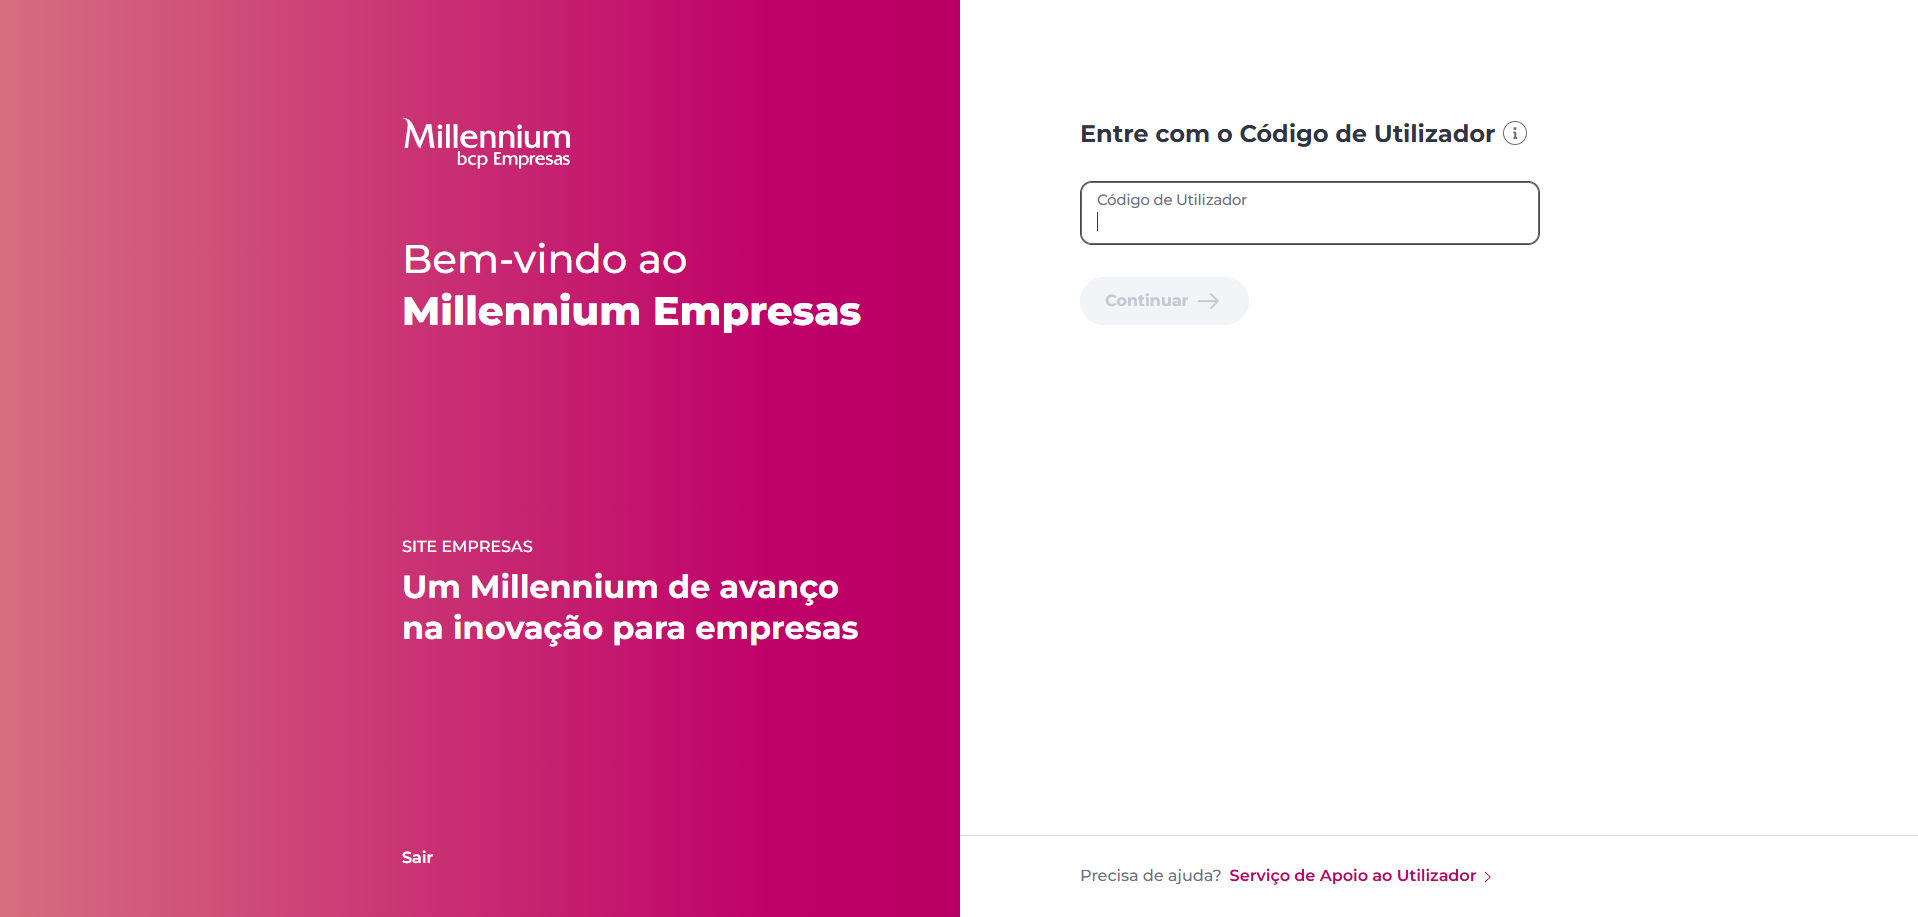 Millennium
bcp Empresas
Bem-vindo ao
Millennium Empresas
SITE EMPRESAS
Um Millennium de avanço
na inovação para empresas
Sair
Entre com o Código de Utilizador
Código de Utilizador
Continuar
Precisa de ajuda? Serviço de Apoio ao Utilizador